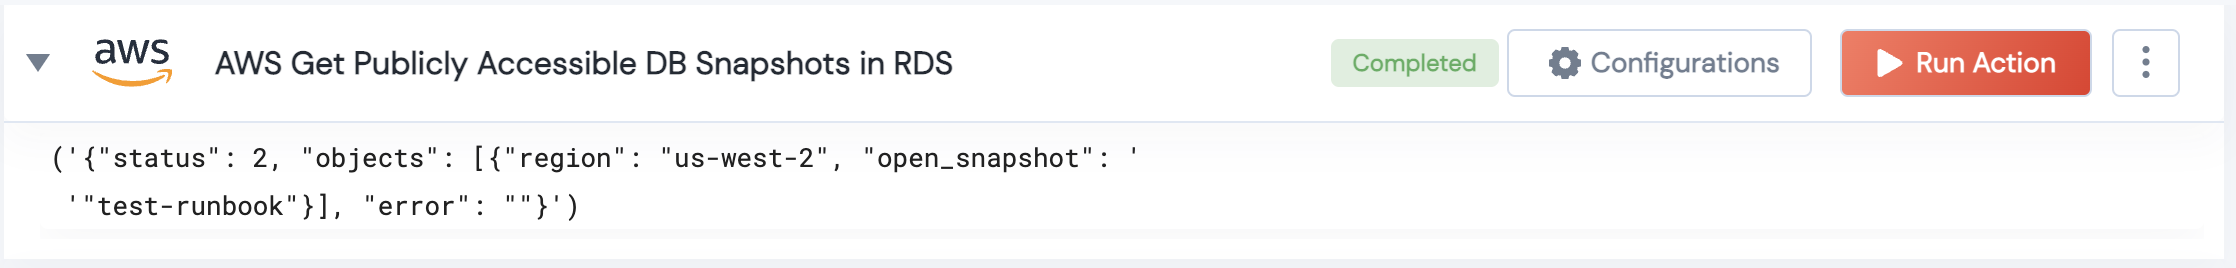 aws
AWS Get Publicly Accessible DB Snapshots in RDS
Completed
Configurations
Run Action
('{"status": 2, "objects": [{"region": "us-west-2", "open_snapshot": '
'"test-runbook"}], "error": ""}')